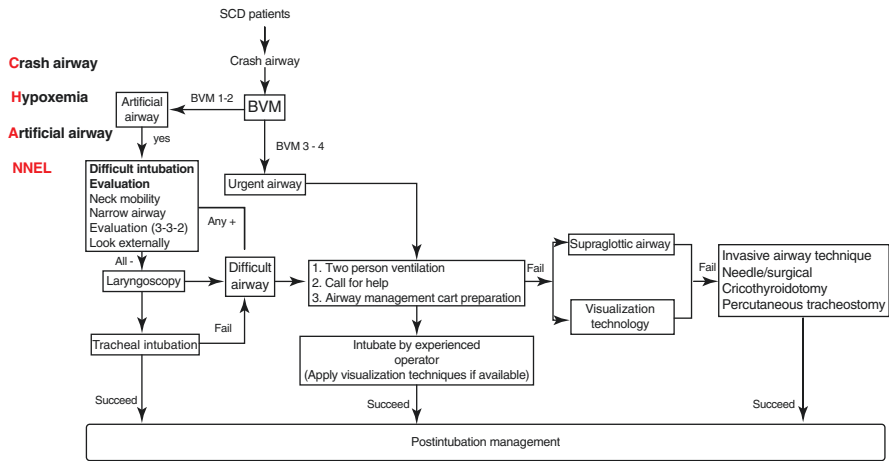 SCD patients
Crash airway
Crash airway
Hypoxemia
Artificial airway
NNEL
BVM
BVM 1-2
Artificial
airway
yes
BVM 3 - 4
Urgent airway
Difficult intubation
Evaluation
Neck mobility
Narrow airway
Evaluation (3-3-2)
Look externally
Any +
All -
Laryngoscopy
Difficult
airway
Fail
Tracheal intubation
Succeed
1. Two person ventilation
2. Call for help
3. Airway management cart preparation
Intubate by experienced
operator
(Apply visualization techniques if available)
Succeed
Fail
Supraglottic airway
Visualization
technology
Fail
Invasive airway technique
Needle/surgical
Cricothyroidotomy
Percutaneous tracheostomy
Succeed
Postintubation management